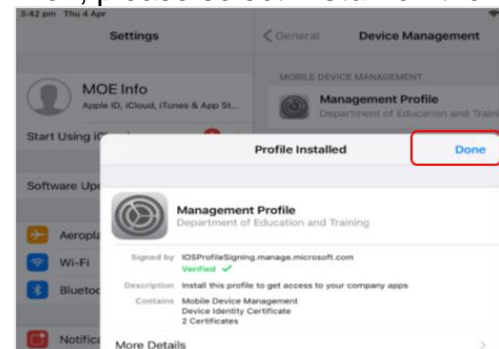 3:42 pm Thu 4 Apr
Settings
General
Device Management
MOE Info
Apple ID, iCloud, iTunes & App St...
MOBILE DEVICE MANAGEMENT
Management Profile
Department of Education and Traini
Start Using iC
Profile Installed
Done
Software Upd
Management Profile
Department of Education and Training
Aeropla
Signed by IOSProfileSigning.manage.microsoft.com
Verified ✓
Wi-Fi
Description Install this profile to get access to your company apps
Bluetoo
Contains Mobile Device Management
Device Identity Certificate
2 Certificates
Notifica
More Details